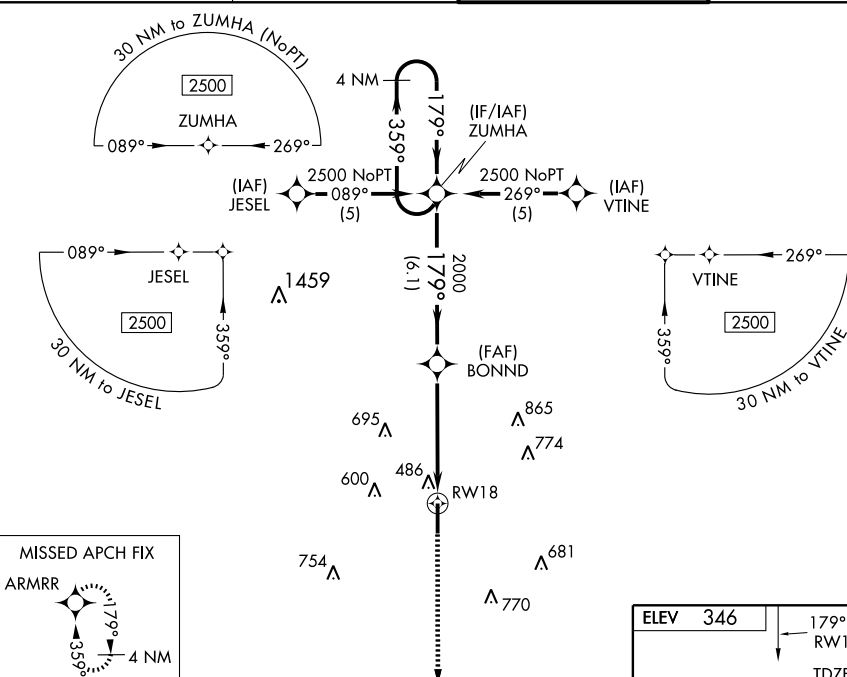 30 NM to ZUMHA (NoPT)
2500
ZUMHA
089°
269°
4 NM
179°
359°
(IF/IAF)
ZUMHA
2500 NoPT
089°
(5)
(IAF)
JESEL
2500 NoPT
269°
(5)
(IAF)
VTINE
089°
JESEL
2500
359°
30 NM to JESEL
1459
2000
179°
(6.1)
269°
VTINE
2500
359°
30 NM to VTINE
(FAF)
BONND
695
865
774
600
486
RW18
754
681
770
MISSED APCH FIX
ARMRR
179°
359°
4 NM
ELEV 346
179°